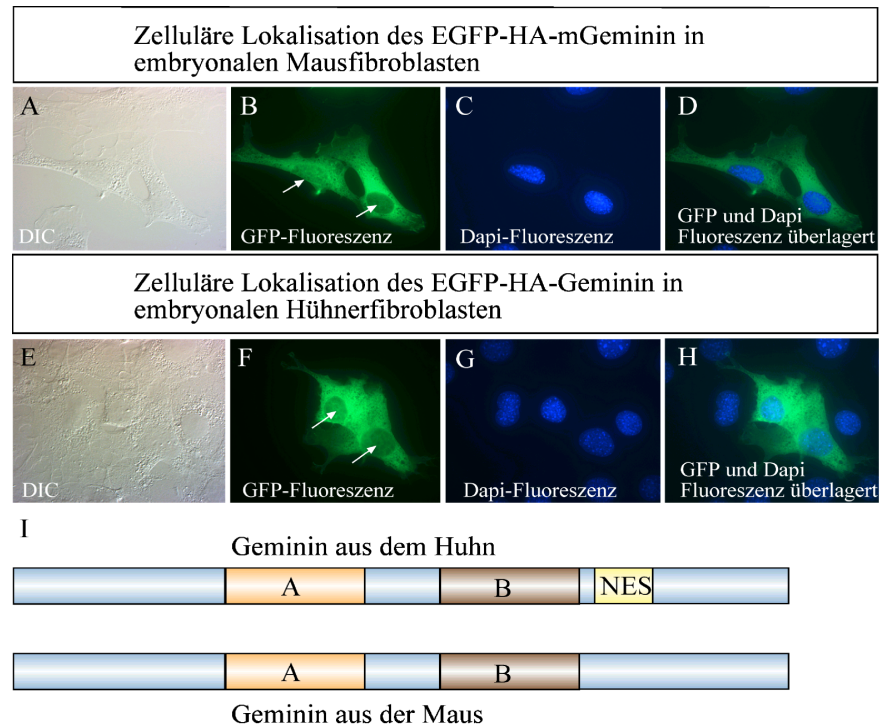 Zelluläre Lokalisation des EGFP-HA-mGeminin in
embryonalen Mausfibroblasten
A
DIC
B
GFP-Fluoreszenz
C
Dapi-Fluoreszenz
D
GFP und Dapi
Fluoreszenz überlagert
Zelluläre Lokalisation des EGFP-HA-Geminin in
embryonalen Hühnerfibroblasten
E
DIC
F
GFP-Fluoreszenz
G
Dapi-Fluoreszenz
H
GFP und Dapi
Fluoreszenz überlagert
I
Geminin aus dem Huhn
A B NES
A B
Geminin aus der Maus